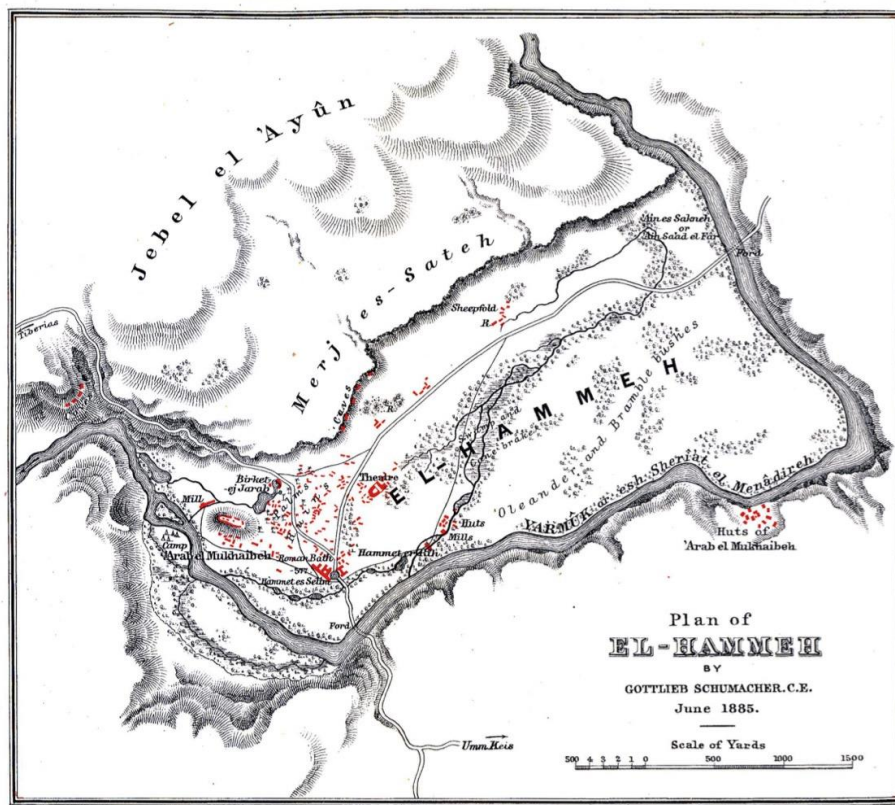 Jebel el 'Ayûn
Merj es-Sateh
Tiberias
Caves
Sheepfold
R.
'Ain es Sakneh
or
'Ain Saad el Far
Ford
R.
Birket
ej Jarab
Palms
Ruins
Theatre
EL-HAMMEH
Oleander and Bramble bushes
Mill
Camp
'Arab el Mukhaibeh
Roman Bath
Hammet es Selim
Hammet er Rih
Huts
Mills
YARMÛK or esh Sheriat el Menâdireh
Huts of
'Arab el Mukhaibeh
Ford
Umm Keis
Plan of
EL-HAMMEH
BY
GOTTLIEB SCHUMACHER. C.E.
June 1885.
Scale of Yards
500 4 3 2 1 0 500 1000 1500